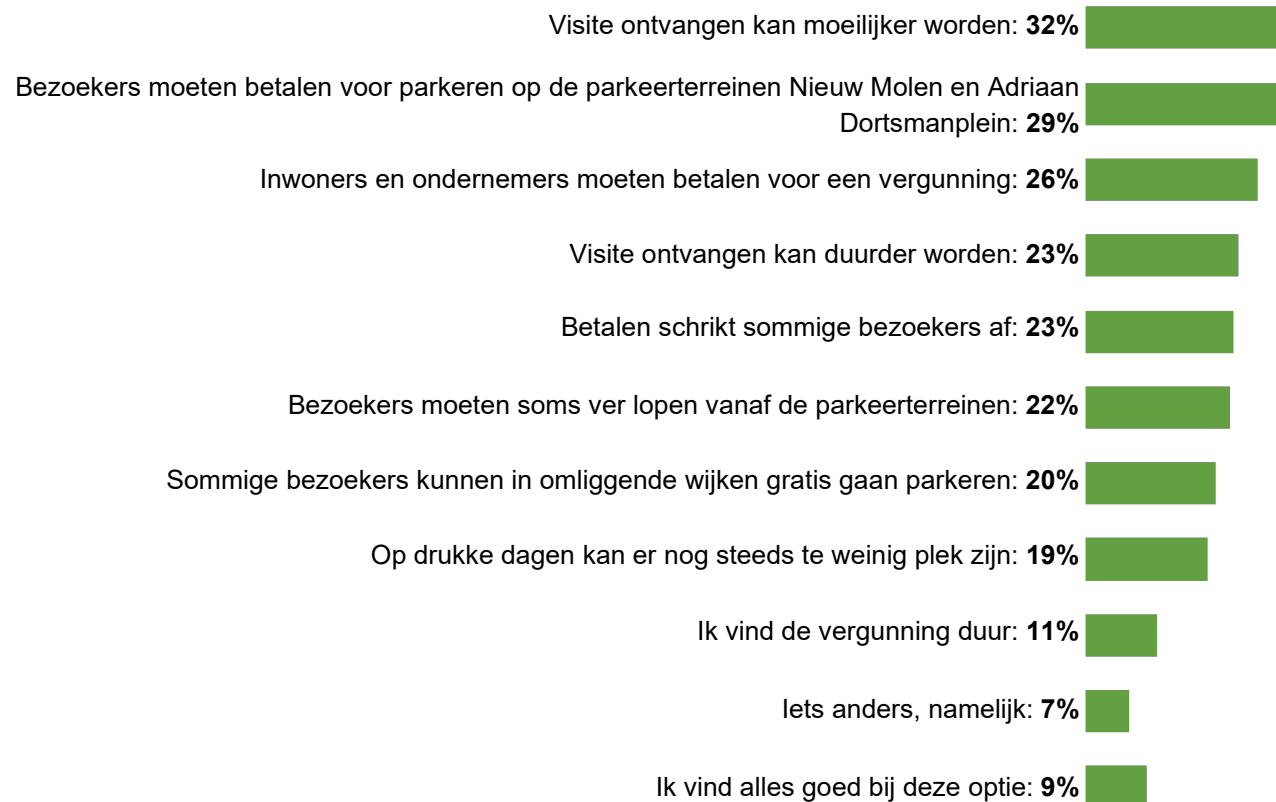 Visite ontvangen kan moeilijker worden: 32%
Bezoekers moeten betalen voor parkeren op de parkeerterreinen Nieuw Molen en Adriaan
Dortsmanplein: 29%
Inwoners en ondernemers moeten betalen voor een vergunning: 26%
Visite ontvangen kan duurder worden: 23%
Betalen schrikt sommige bezoekers af: 23%
Bezoekers moeten soms ver lopen vanaf de parkeerterreinen: 22%
Sommige bezoekers kunnen in omliggende wijken gratis gaan parkeren: 20%
Op drukke dagen kan er nog steeds te weinig plek zijn: 19%
Ik vind de vergunning duur: 11%
Iets anders, namelijk: 7%
Ik vind alles goed bij deze optie: 9%